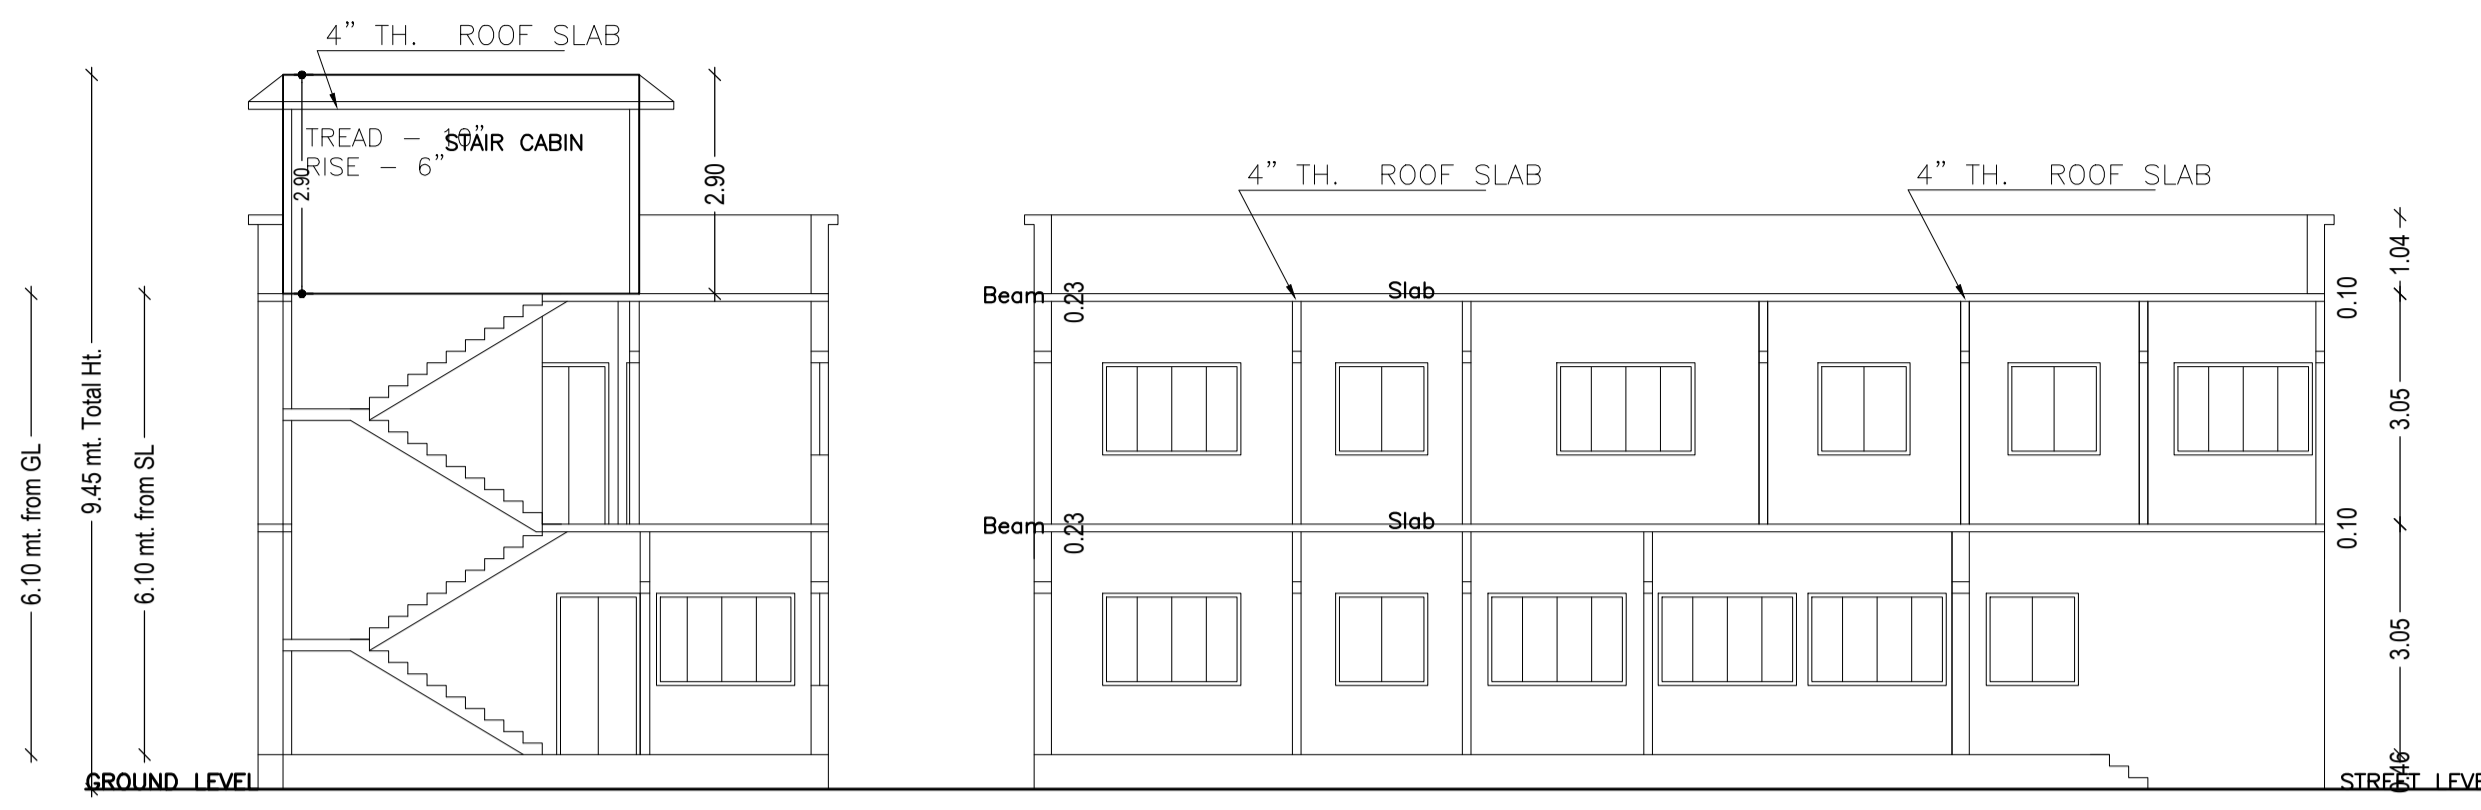 4” TH. ROOF SLAB
TREAD – 10”
STAIR CABIN
RISE – 6”
2.90
2.90
4” TH. ROOF SLAB
4” TH. ROOF SLAB
1.04
Beam
0.23
Slab
0.10
9.45 mt. Total Ht.
6.10 mt. from GL
6.10 mt. from SL
3.05
Beam
0.23
Slab
0.10
3.05
0.46
GROUND LEVEL
STREET LEVE